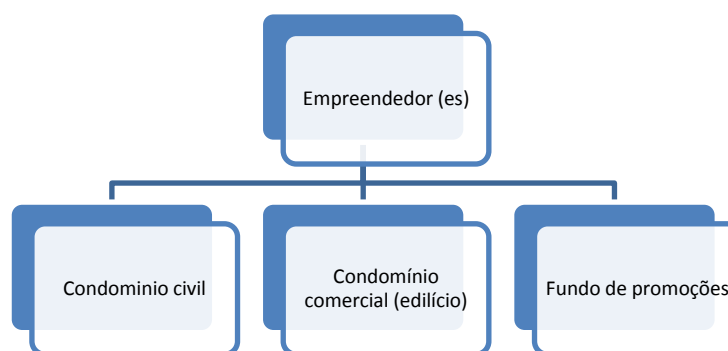 Empreendedor (es)
Condominio civil
Condomínio
comercial (edilício)
Fundo de promoções